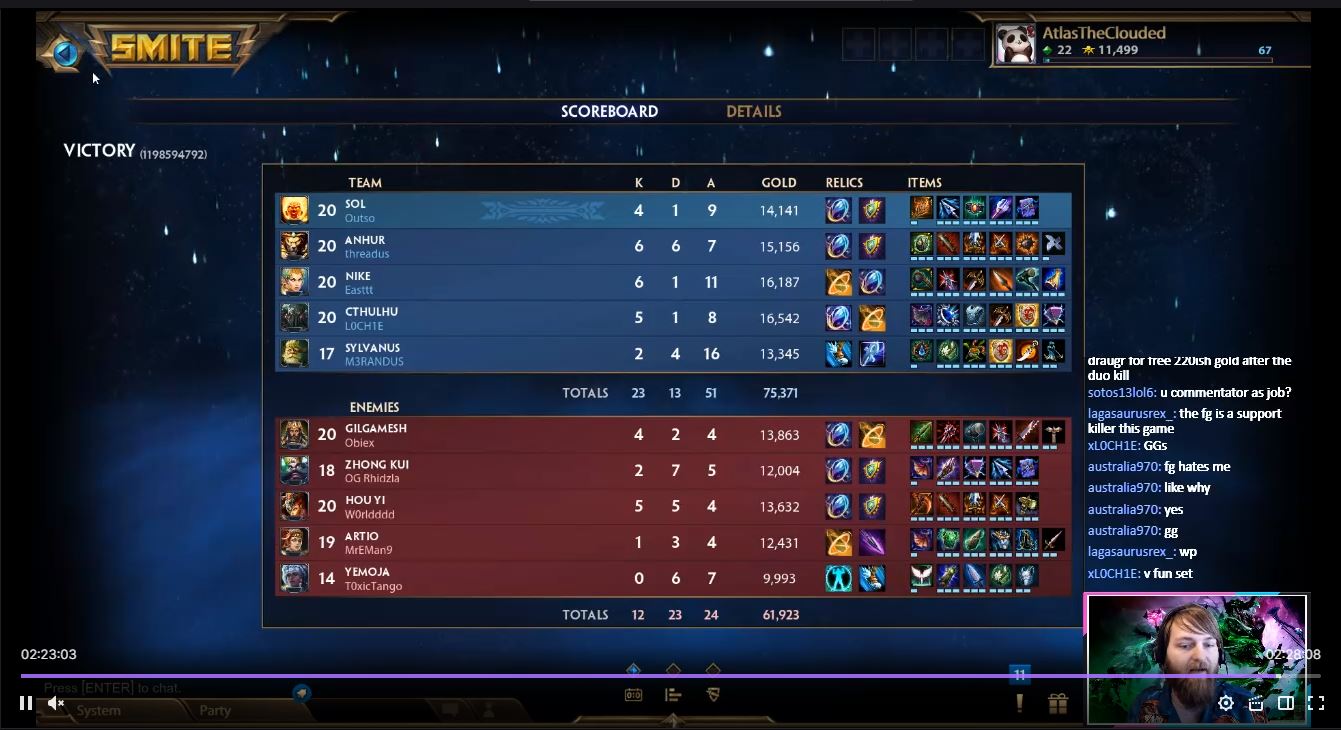 SMITE
AtlasTheClouded
22 11,499 67
SCOREBOARD DETAILS
VICTORY (1198594792)
TEAM K D A GOLD RELICS ITEMS
20 SOL 4 1 9 14,141
Outso
20 ANHUR 6 6 7 15,156
threadus
20 NIKE 6 1 11 16,187
Easttt
20 CTHULHU 5 1 8 16,542
L0CH1E
17 SYLVANUS 2 4 16 13,345
M3RANDUS
TOTALS 23 13 51 75,371
ENEMIES
20 GILGAMESH 4 2 4 13,863
Obiex
18 ZHONG KUI 2 7 5 12,004
OG Rhidzla
20 HOU YI 5 5 4 13,632
W0rldddd
19 ARTIO 1 3 4 12,431
MrEMan9
14 YEMOJA 0 6 7 9,993
T0xicTango
TOTALS 12 23 24 61,923
draugr for free 220ish gold after the
duo kill
sotos13lol6: u commentator as job?
lagasaurusrex_: the fg is a support
killer this game
xL0CH1E: GGs
australia970: fg hates me
australia970: like why
australia970: yes
australia970: gg
lagasaurusrex_: wp
xL0CH1E: v fun set
02:23:03 02:28:08
11
Press [ENTER] to chat.
System Party